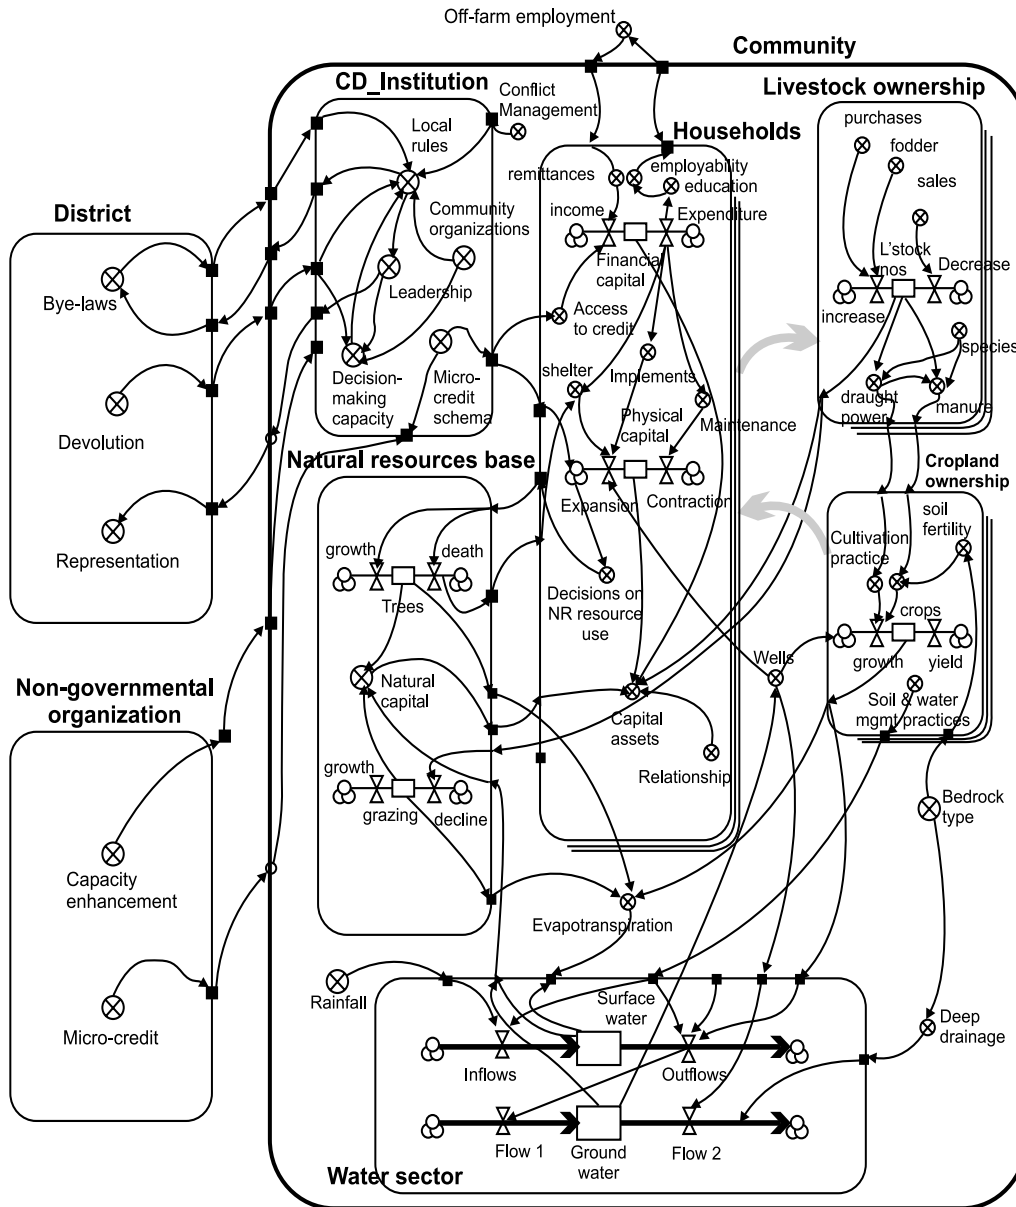 Off-farm employment
Community
CD_Institution
Conflict
Management
Local
rules
Community
organizations
Leadership
Decision-
making
capacity
Micro-
credit
schema
District
Bye-laws
Devolution
Representation
Non-governmental
organization
Capacity
enhancement
Micro-credit
Households
remittances
employability
education
income
Expenditure
Financial
capital
Access
to credit
shelter
Implements
Physical
capital
Maintenance
Expansion
Contraction
Decisions on
NR resource
use
Capital
assets
Relationship
Livestock ownership
purchases
fodder
sales
L'stock
nos
Decrease
increase
species
draught
power
manure
Cropland
ownership
soil
fertility
Cultivation
practice
crops
growth
yield
Soil & water
mgmt practices
Wells
Bedrock
type
Deep
drainage
Natural resources base
growth
death
Trees
Natural
capital
growth
grazing
decline
Evapotranspiration
Rainfall
Surface
water
Inflows
Outflows
Flow 1
Ground
water
Flow 2
Water sector